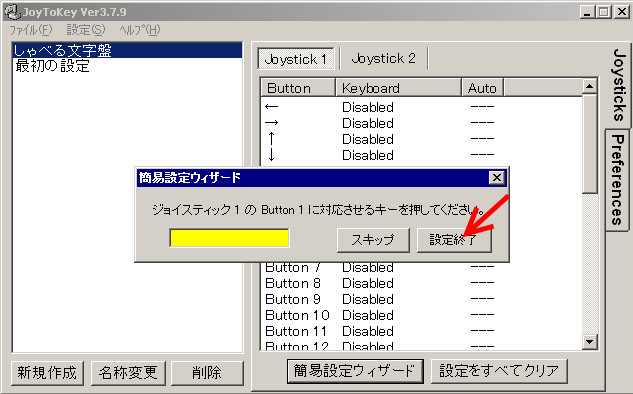 JoyToKey Ver3.7.9
ファイル(F) 設定(S) ヘルプ(H)
しゃべる文字盤
最初の設定
Joystick 1 Joystick 2
Button Keyboard Auto
← Disabled ---
→ Disabled ---
↑ Disabled ---
↓ Disabled ---
簡易設定ウィザード
ジョイスティック 1 の Button 1 に対応させるキーを押してください。
スキップ 設定終了
Button 7 Disabled ---
Button 8 Disabled ---
Button 9 Disabled ---
Button 10 Disabled ---
Button 11 Disabled ---
Button 12 Disabled ---
新規作成 名称変更 削除
簡易設定ウィザード 設定をすべてクリア
Joysticks
Preferences